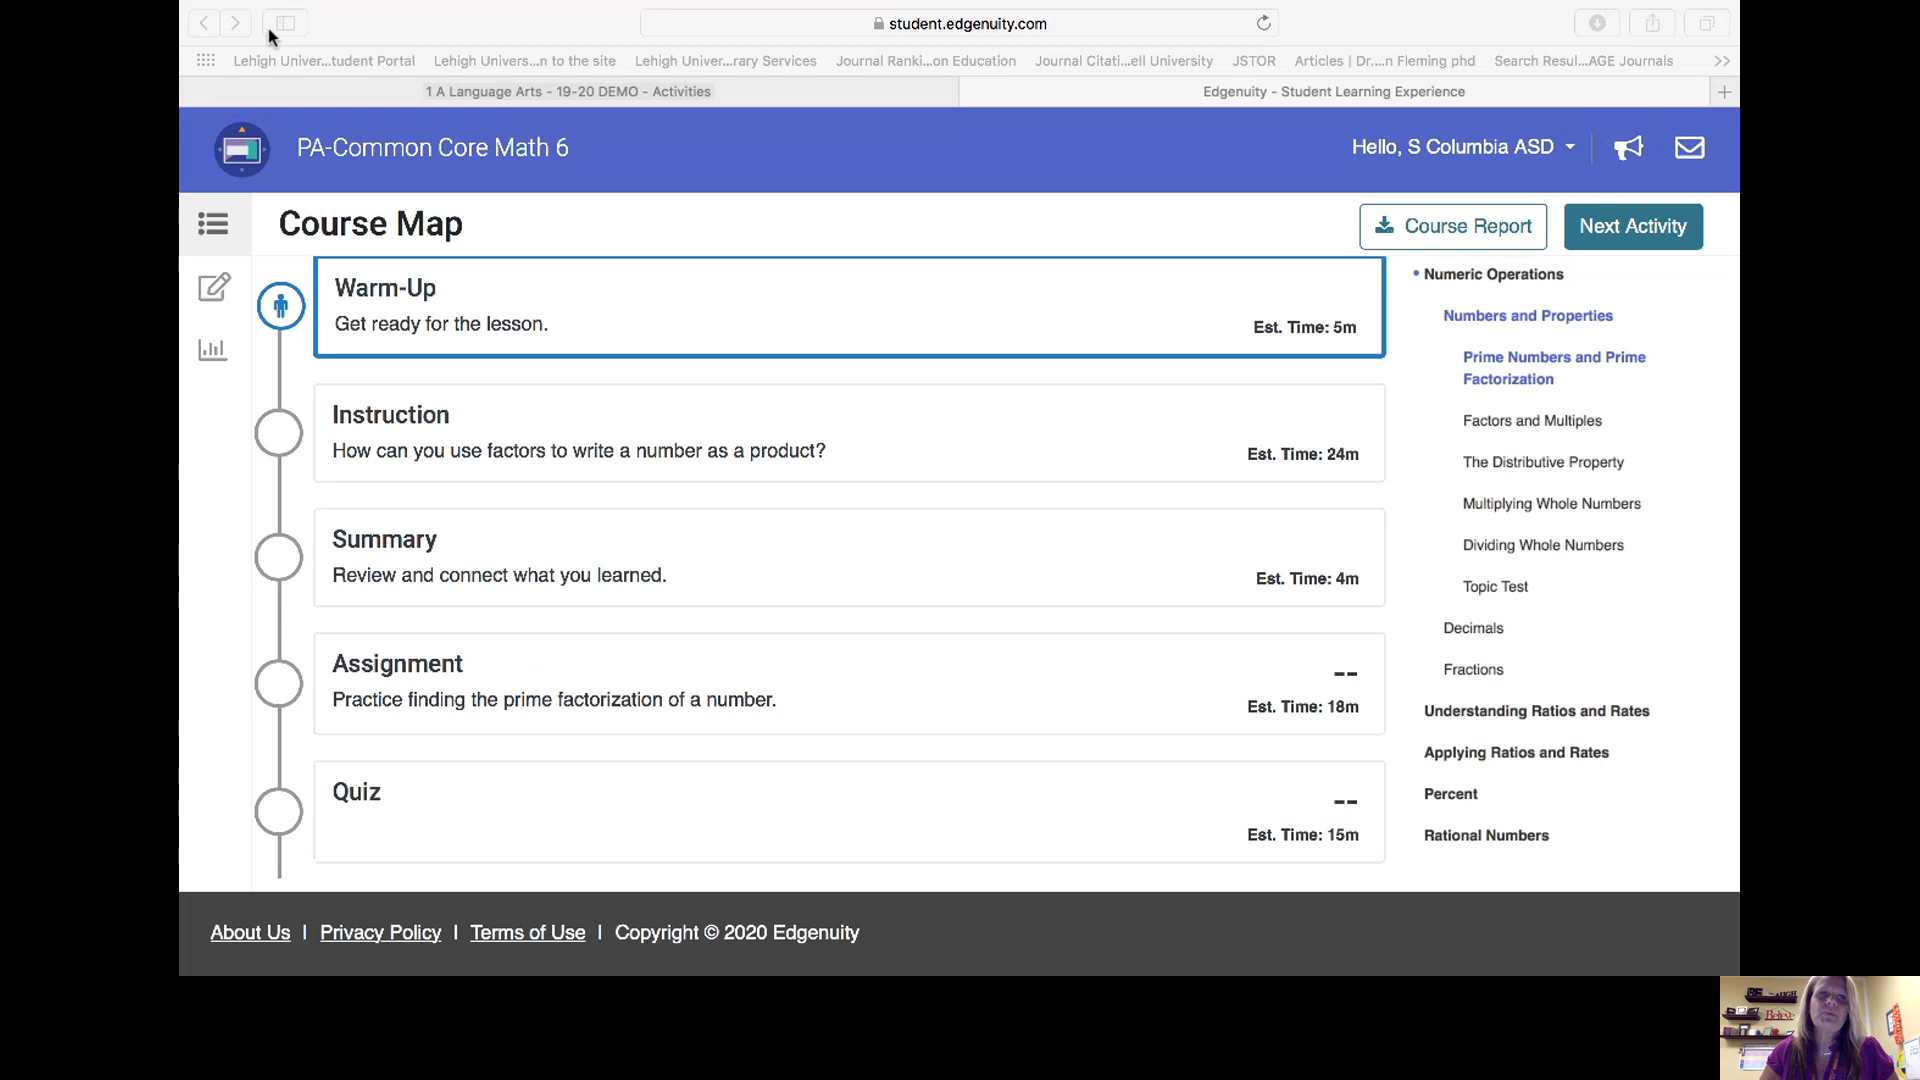 student.edgenuity.com
Lehigh Univer...tudent Portal
Lehigh Univers...n to the site
Lehigh Univer...rary Services
Journal Ranki...on Education
Journal Citati...ell University
JSTOR
Articles | Dr....n Fleming phd
Search Resul...AGE Journals
1 A Language Arts - 19-20 DEMO - Activities
Edgenuity - Student Learning Experience
PA-Common Core Math 6
Hello, S Columbia ASD
Course Map
Course Report
Next Activity
Warm-Up
Get ready for the lesson.
Est. Time: 5m
Instruction
How can you use factors to write a number as a product?
Est. Time: 24m
Summary
Review and connect what you learned.
Est. Time: 4m
Assignment
--
Practice finding the prime factorization of a number.
Est. Time: 18m
Quiz
--
Est. Time: 15m
• Numeric Operations
Numbers and Properties
Prime Numbers and Prime
Factorization
Factors and Multiples
The Distributive Property
Multiplying Whole Numbers
Dividing Whole Numbers
Topic Test
Decimals
Fractions
Understanding Ratios and Rates
Applying Ratios and Rates
Percent
Rational Numbers
About Us | Privacy Policy | Terms of Use | Copyright © 2020 Edgenuity
Believe